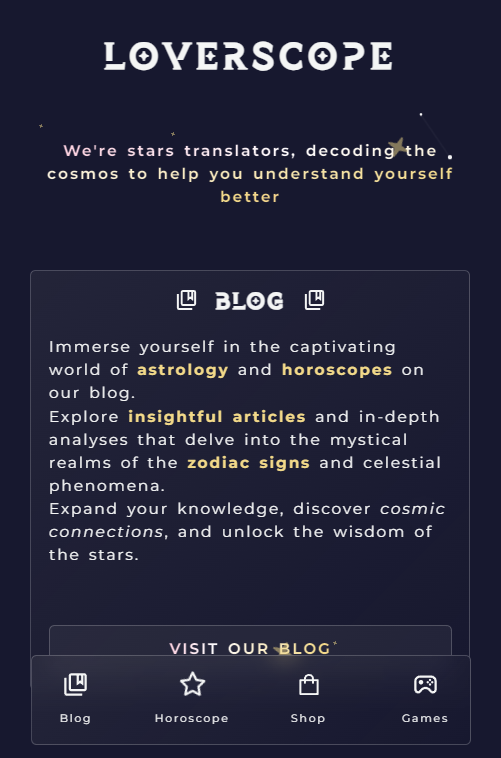 LOVERSCOPE
We're stars translators, decoding the
cosmos to help you understand yourself
better
BLOG
Immerse yourself in the captivating
world of astrology and horoscopes on
our blog.
Explore insightful articles and in-depth
analyses that delve into the mystical
realms of the zodiac signs and celestial
phenomena.
Expand your knowledge, discover cosmic
connections, and unlock the wisdom of
the stars.
VISIT OUR BLOG
Blog
Horoscope
Shop
Games